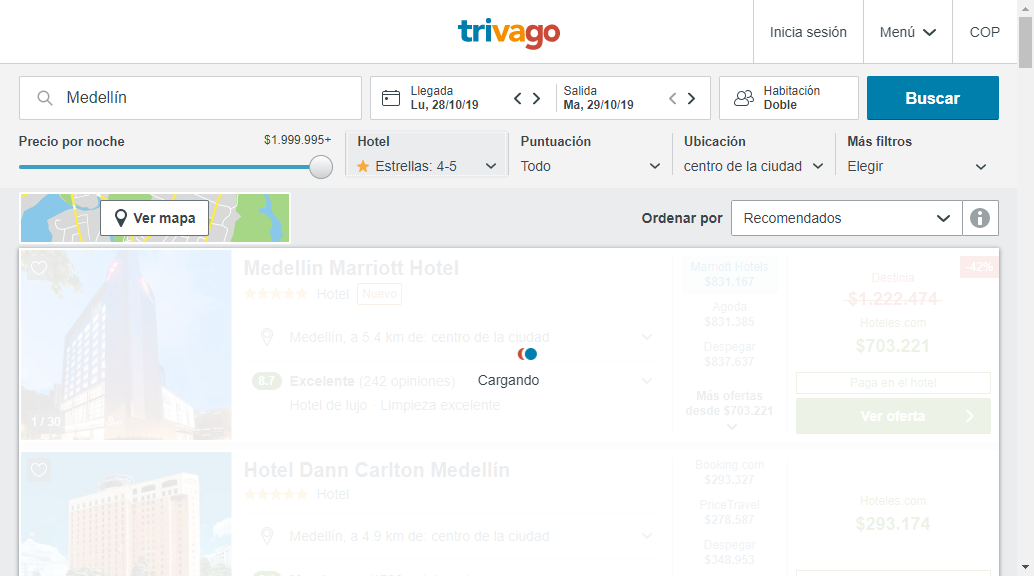 trivago
Inicia sesión
Menú
COP
Medellín
Llegada
Lu, 28/10/19
Salida
Ma, 29/10/19
Habitación
Doble
Buscar
Precio por noche
$1.999.995+
Hotel
Estrellas: 4-5
Puntuación
Todo
Ubicación
centro de la ciudad
Más filtros
Elegir
Ver mapa
Ordenar por
Recomendados
Medellin Marriott Hotel
Hotel
Nuevo
Medellín, a 5.4 km de: centro de la ciudad
8.7 Excelente (242 opiniones)
Hotel de lujo · Limpieza excelente
1 / 30
Marriott Hotels
$831.167
Agoda
$831.385
Despegar
$837.637
Más ofertas
desde $703.221
-42%
Destinia
$1.222.474
Hoteles.com
$703.221
Paga en el hotel
Ver oferta
Cargando
Hotel Dann Carlton Medellín
Hotel
Medellín, a 4.9 km de: centro de la ciudad
Booking.com
$293.327
PriceTravel
$278.587
Despegar
$348.953
Hoteles.com
$293.174